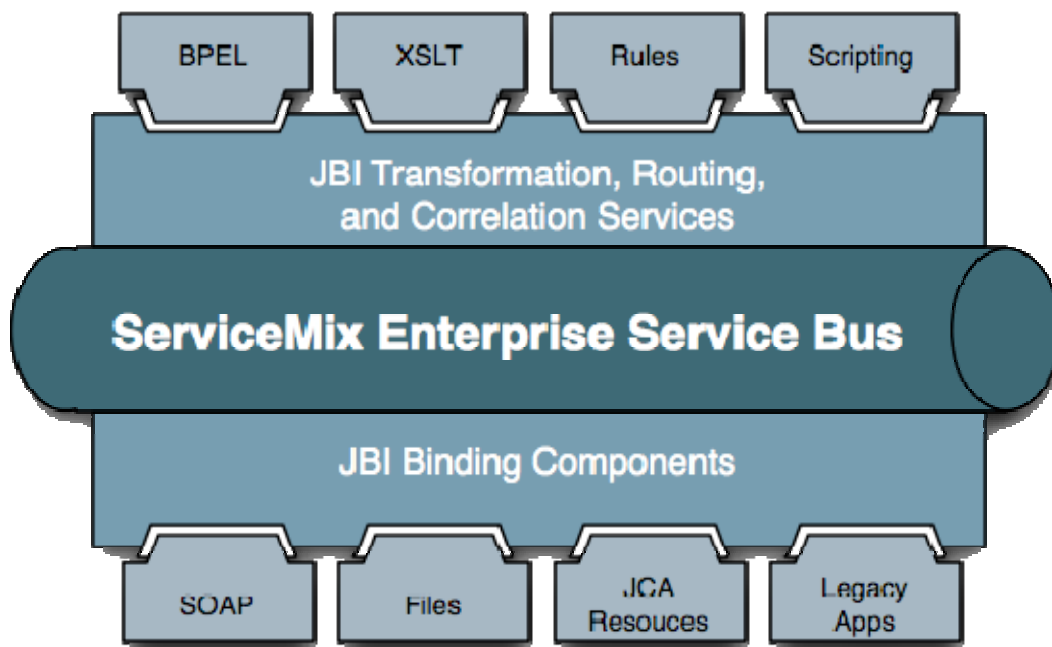 BPEL
XSLT
Rules
Scripting
JBI Transformation, Routing,
and Correlation Services
ServiceMix Enterprise Service Bus
JBI Binding Components
SOAP
Files
JCA
Resouces
Legacy
Apps